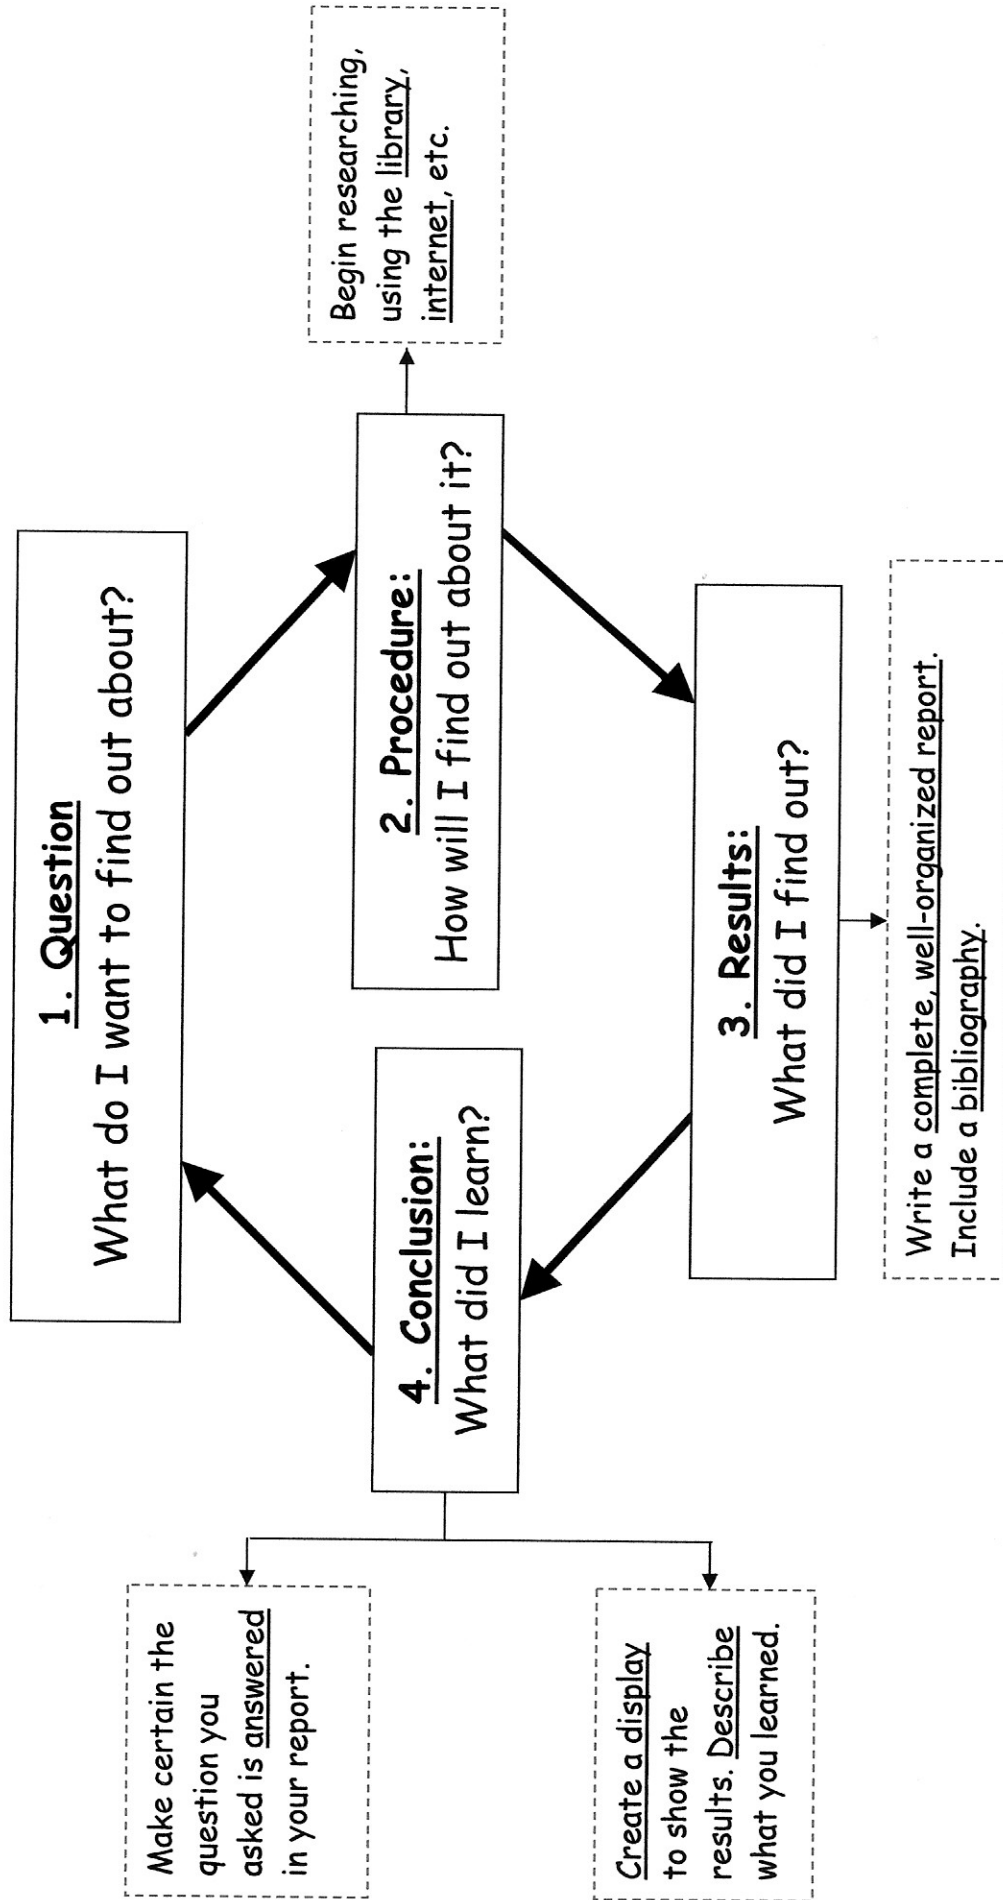 1. Question
What do I want to find out about?
2. Procedure:
How will I find out about it?
Begin researching,
using the library,
internet, etc.
3. Results:
What did I find out?
Write a complete, well-organized report.
Include a bibliography.
4. Conclusion:
What did I learn?
Make certain the
question you
asked is answered
in your report.
Create a display
to show the
results. Describe
what you learned.